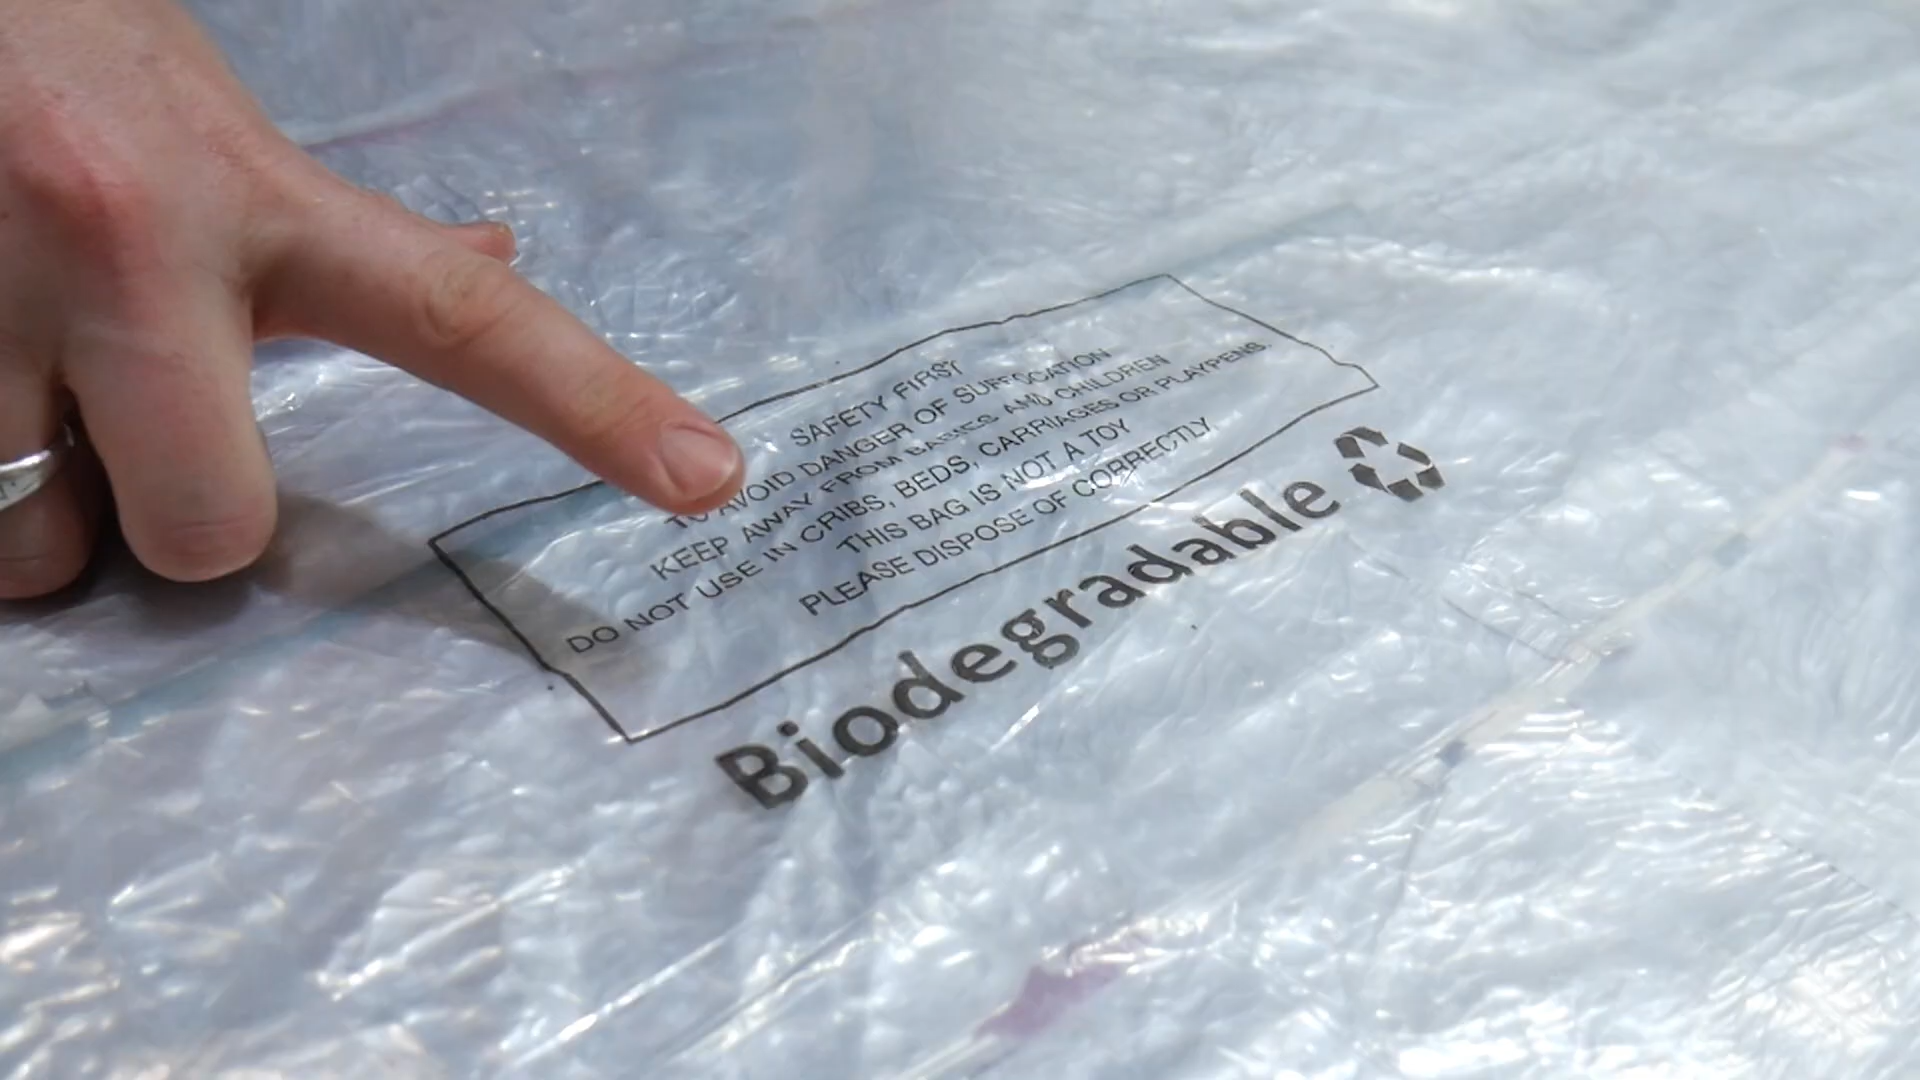 SAFETY FIRST
TO AVOID DANGER OF SUFFOCATION
KEEP AWAY FROM BABIES AND CHILDREN
DO NOT USE IN CRIBS, BEDS, CARRIAGES OR PLAYPENS.
THIS BAG IS NOT A TOY
PLEASE DISPOSE OF CORRECTLY
Biodegradable